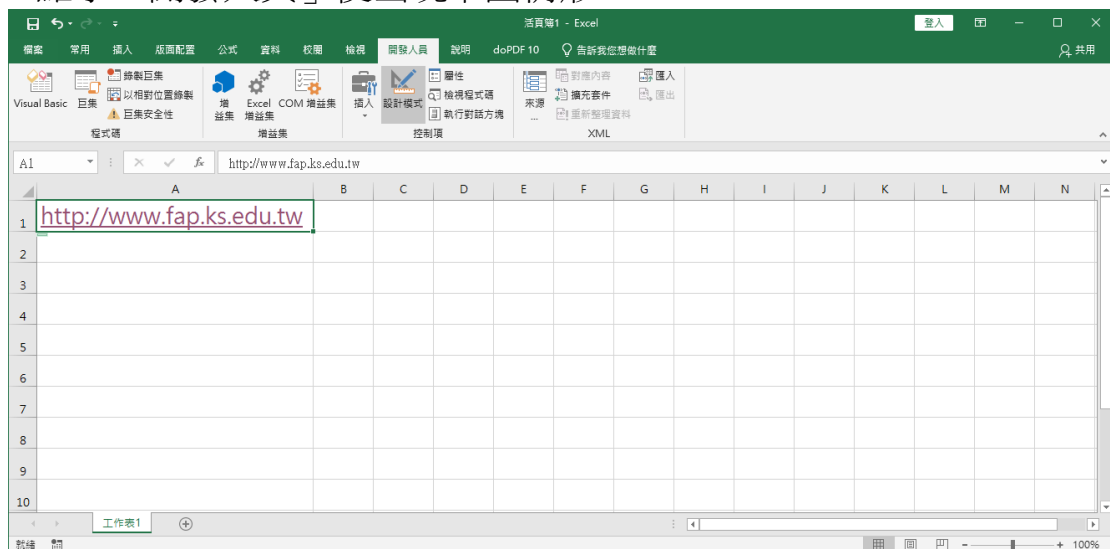 活頁簿1 - Excel
登入
檔案 常用 插入 版面配置 公式 資料 校閱 檢視 開發人員 說明 doPDF 10 告訴我您想做什麼 共用
Visual Basic
巨集
錄製巨集
以相對位置錄製
巨集安全性
程式碼
增
益集
Excel
增益集
COM 增益集
增益集
插入
設計模式
屬性
檢視程式碼
執行對話方塊
控制項
來源
...
對應內容
擴充套件
重新整理資料
匯入
匯出
XML
A1 fx http://www.fap.ks.edu.tw
A B C D E F G H I J K L M N
1 http://www.fap.ks.edu.tw
2
3
4
5
6
7
8
9
10
工作表1
就緒
100%